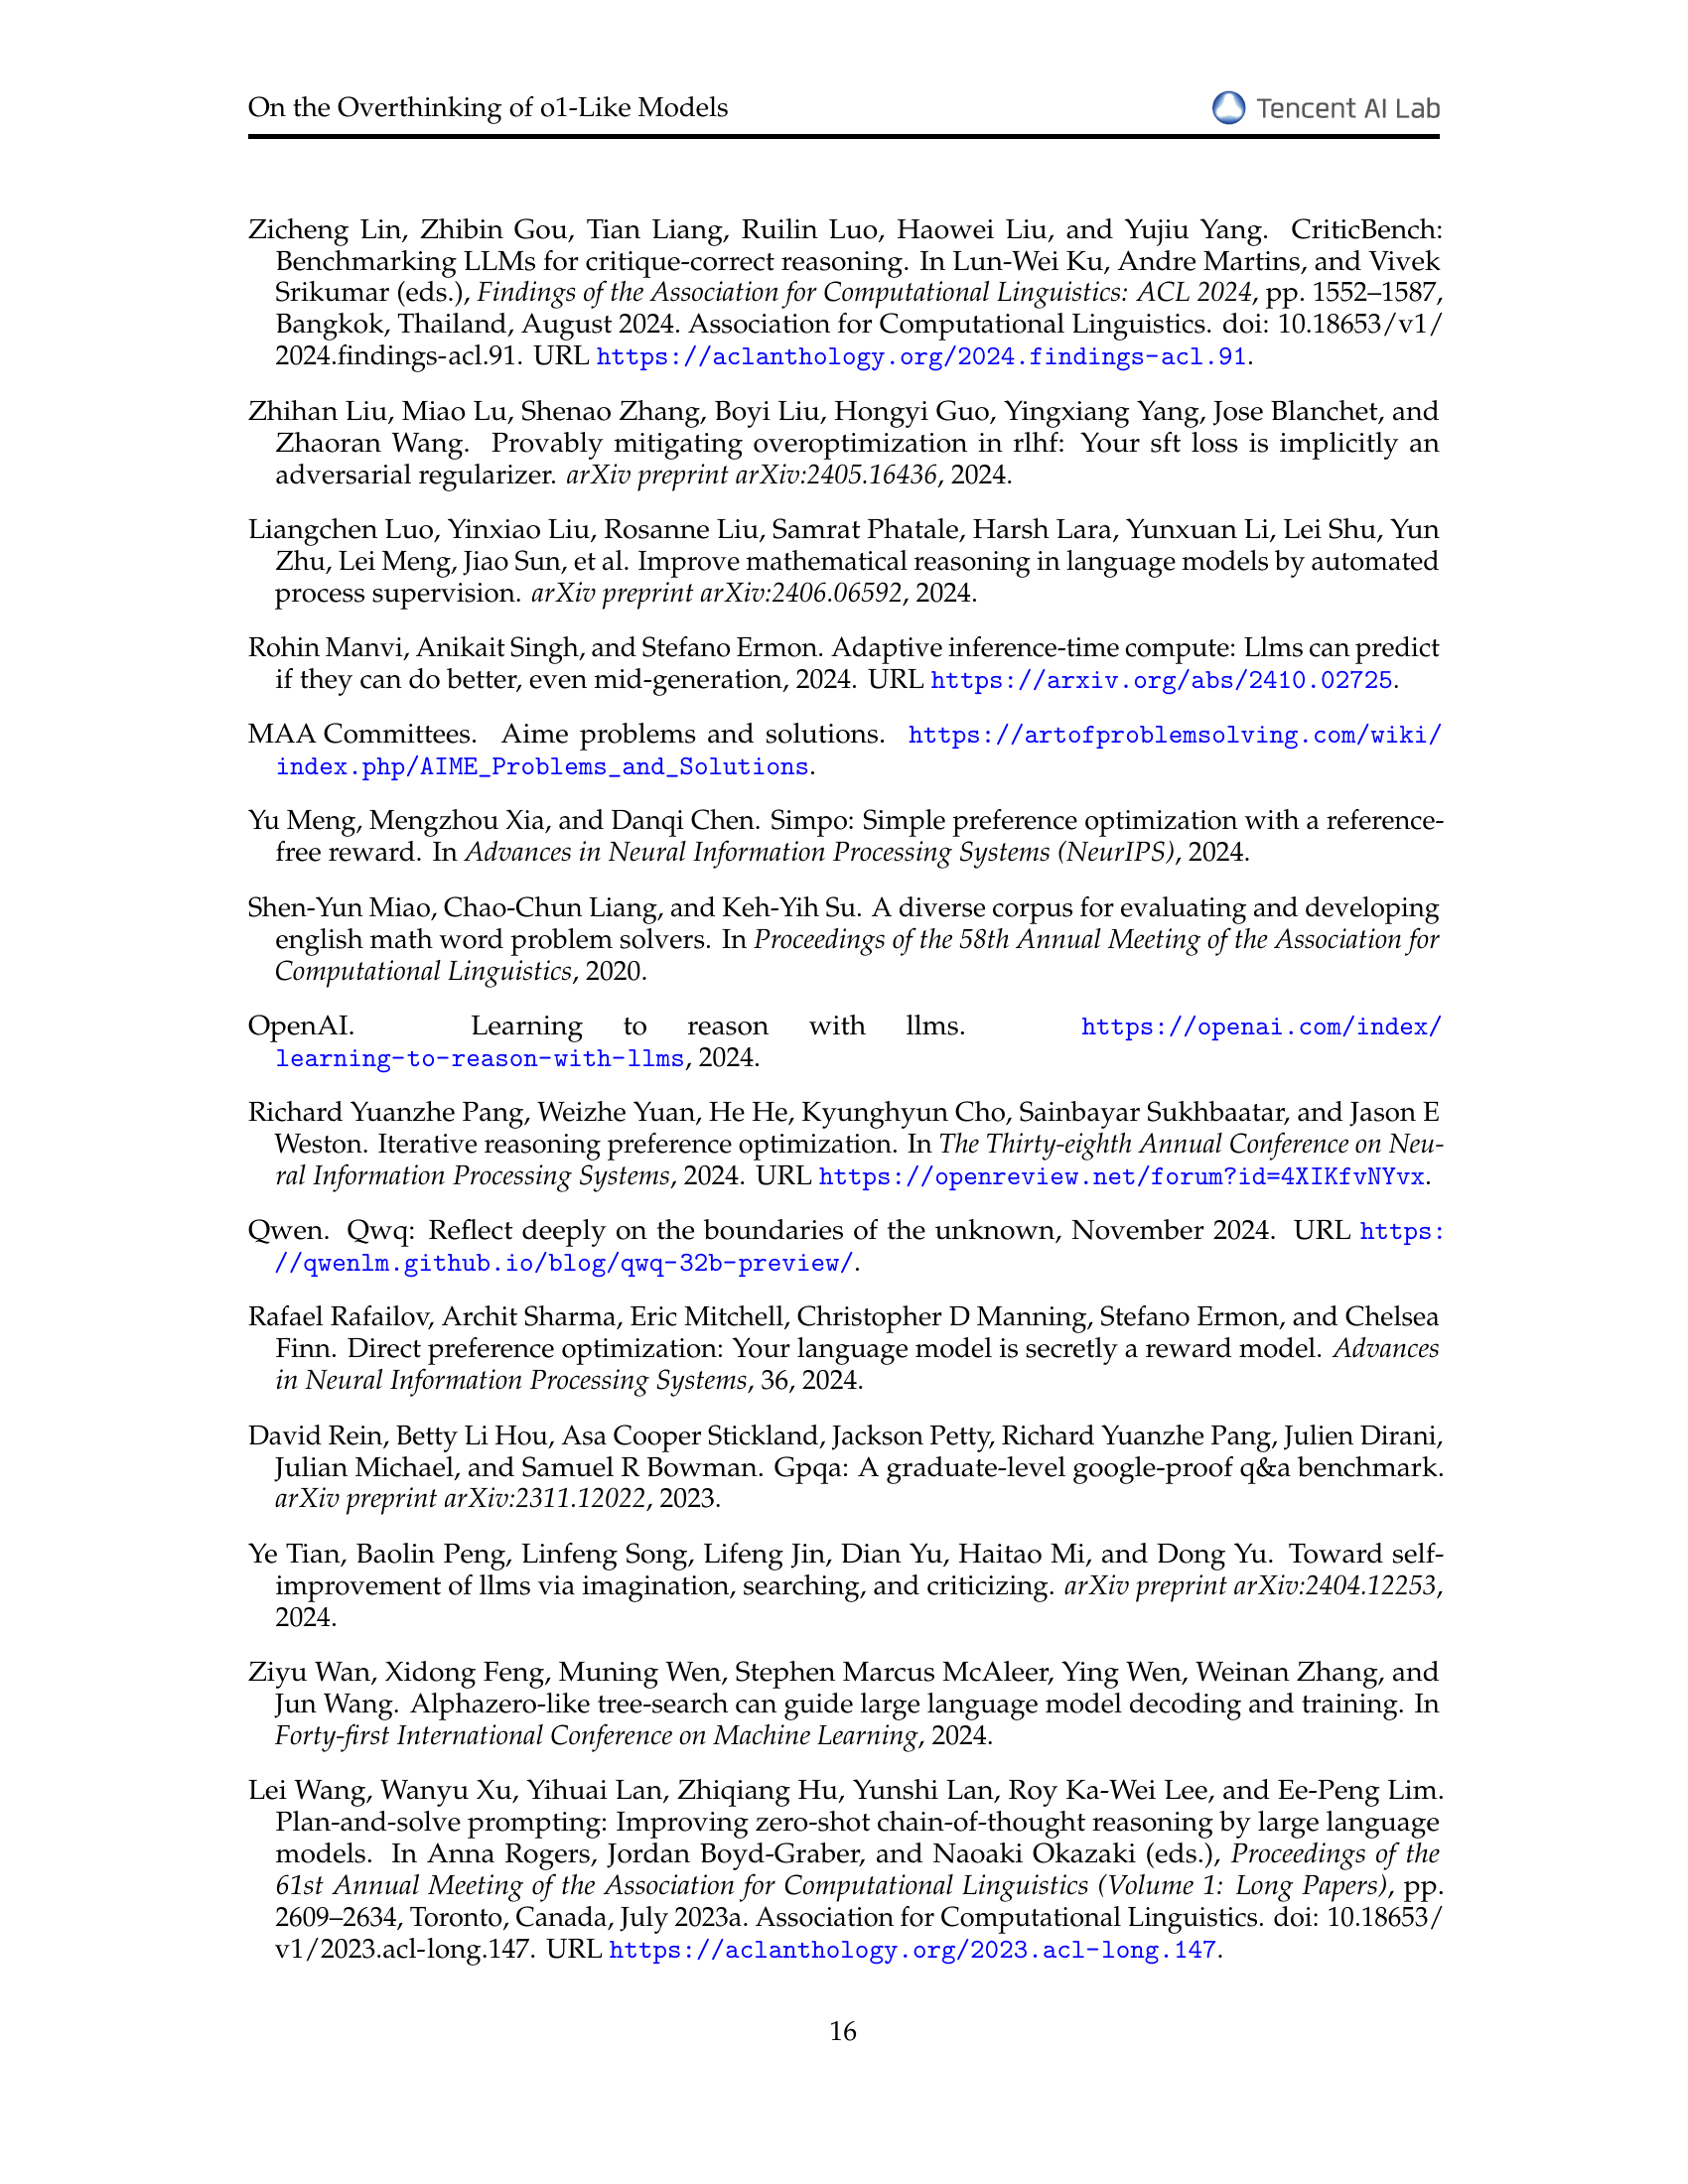 On the Overthinking of o1-Like Models
Tencent AI Lab
Zicheng Lin, Zhibin Gou, Tian Liang, Ruilin Luo, Haowei Liu, and Yujiu Yang. CriticBench:
Benchmarking LLMs for critique-correct reasoning. In Lun-Wei Ku, Andre Martins, and Vivek
Srikumar (eds.), Findings of the Association for Computational Linguistics: ACL 2024, pp. 1552–1587,
Bangkok, Thailand, August 2024. Association for Computational Linguistics. doi: 10.18653/v1/
2024.findings-acl.91. URL https://aclanthology.org/2024.findings-acl.91.
Zhihan Liu, Miao Lu, Shenao Zhang, Boyi Liu, Hongyi Guo, Yingxiang Yang, Jose Blanchet, and
Zhaoran Wang. Provably mitigating overoptimization in rlhf: Your sft loss is implicitly an
adversarial regularizer. arXiv preprint arXiv:2405.16436, 2024.
Liangchen Luo, Yinxiao Liu, Rosanne Liu, Samrat Phatale, Harsh Lara, Yunxuan Li, Lei Shu, Yun
Zhu, Lei Meng, Jiao Sun, et al. Improve mathematical reasoning in language models by automated
process supervision. arXiv preprint arXiv:2406.06592, 2024.
Rohin Manvi, Anikait Singh, and Stefano Ermon. Adaptive inference-time compute: Llms can predict
if they can do better, even mid-generation, 2024. URL https://arxiv.org/abs/2410.02725.
MAA Committees. Aime problems and solutions. https://artofproblemsolving.com/wiki/
index.php/AIME_Problems_and_Solutions.
Yu Meng, Mengzhou Xia, and Danqi Chen. Simpo: Simple preference optimization with a reference-
free reward. In Advances in Neural Information Processing Systems (NeurIPS), 2024.
Shen-Yun Miao, Chao-Chun Liang, and Keh-Yih Su. A diverse corpus for evaluating and developing
english math word problem solvers. In Proceedings of the 58th Annual Meeting of the Association for
Computational Linguistics, 2020.
OpenAI. Learning to reason with llms. https://openai.com/index/
learning-to-reason-with-llms, 2024.
Richard Yuanzhe Pang, Weizhe Yuan, He He, Kyunghyun Cho, Sainbayar Sukhbaatar, and Jason E
Weston. Iterative reasoning preference optimization. In The Thirty-eighth Annual Conference on Neu-
ral Information Processing Systems, 2024. URL https://openreview.net/forum?id=4XIKfvNYvx.
Qwen. Qwq: Reflect deeply on the boundaries of the unknown, November 2024. URL https:
//qwenlm.github.io/blog/qwq-32b-preview/.
Rafael Rafailov, Archit Sharma, Eric Mitchell, Christopher D Manning, Stefano Ermon, and Chelsea
Finn. Direct preference optimization: Your language model is secretly a reward model. Advances
in Neural Information Processing Systems, 36, 2024.
David Rein, Betty Li Hou, Asa Cooper Stickland, Jackson Petty, Richard Yuanzhe Pang, Julien Dirani,
Julian Michael, and Samuel R Bowman. Gpqa: A graduate-level google-proof q&a benchmark.
arXiv preprint arXiv:2311.12022, 2023.
Ye Tian, Baolin Peng, Linfeng Song, Lifeng Jin, Dian Yu, Haitao Mi, and Dong Yu. Toward self-
improvement of llms via imagination, searching, and criticizing. arXiv preprint arXiv:2404.12253,
2024.
Ziyu Wan, Xidong Feng, Muning Wen, Stephen Marcus McAleer, Ying Wen, Weinan Zhang, and
Jun Wang. Alphazero-like tree-search can guide large language model decoding and training. In
Forty-first International Conference on Machine Learning, 2024.
Lei Wang, Wanyu Xu, Yihuai Lan, Zhiqiang Hu, Yunshi Lan, Roy Ka-Wei Lee, and Ee-Peng Lim.
Plan-and-solve prompting: Improving zero-shot chain-of-thought reasoning by large language
models. In Anna Rogers, Jordan Boyd-Graber, and Naoaki Okazaki (eds.), Proceedings of the
61st Annual Meeting of the Association for Computational Linguistics (Volume 1: Long Papers), pp.
2609–2634, Toronto, Canada, July 2023a. Association for Computational Linguistics. doi: 10.18653/
v1/2023.acl-long.147. URL https://aclanthology.org/2023.acl-long.147.
16